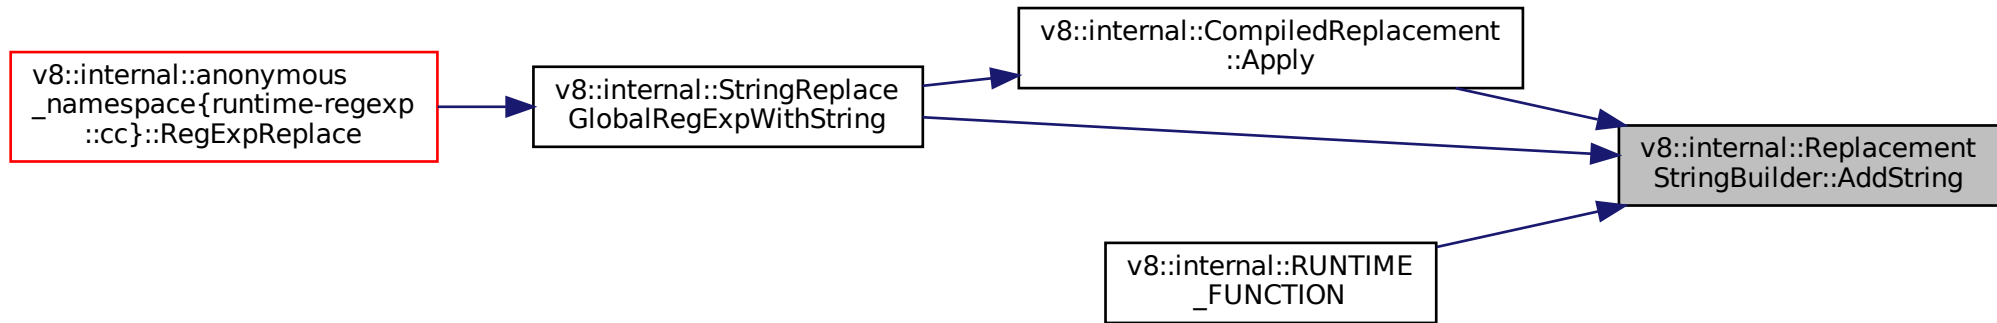 v8::internal::anonymous
_namespace{runtime-regexp
::cc}::RegExpReplace
v8::internal::StringReplace
GlobalRegExpWithString
v8::internal::CompiledReplacement
::Apply
v8::internal::RUNTIME
_FUNCTION
v8::internal::Replacement
StringBuilder::AddString